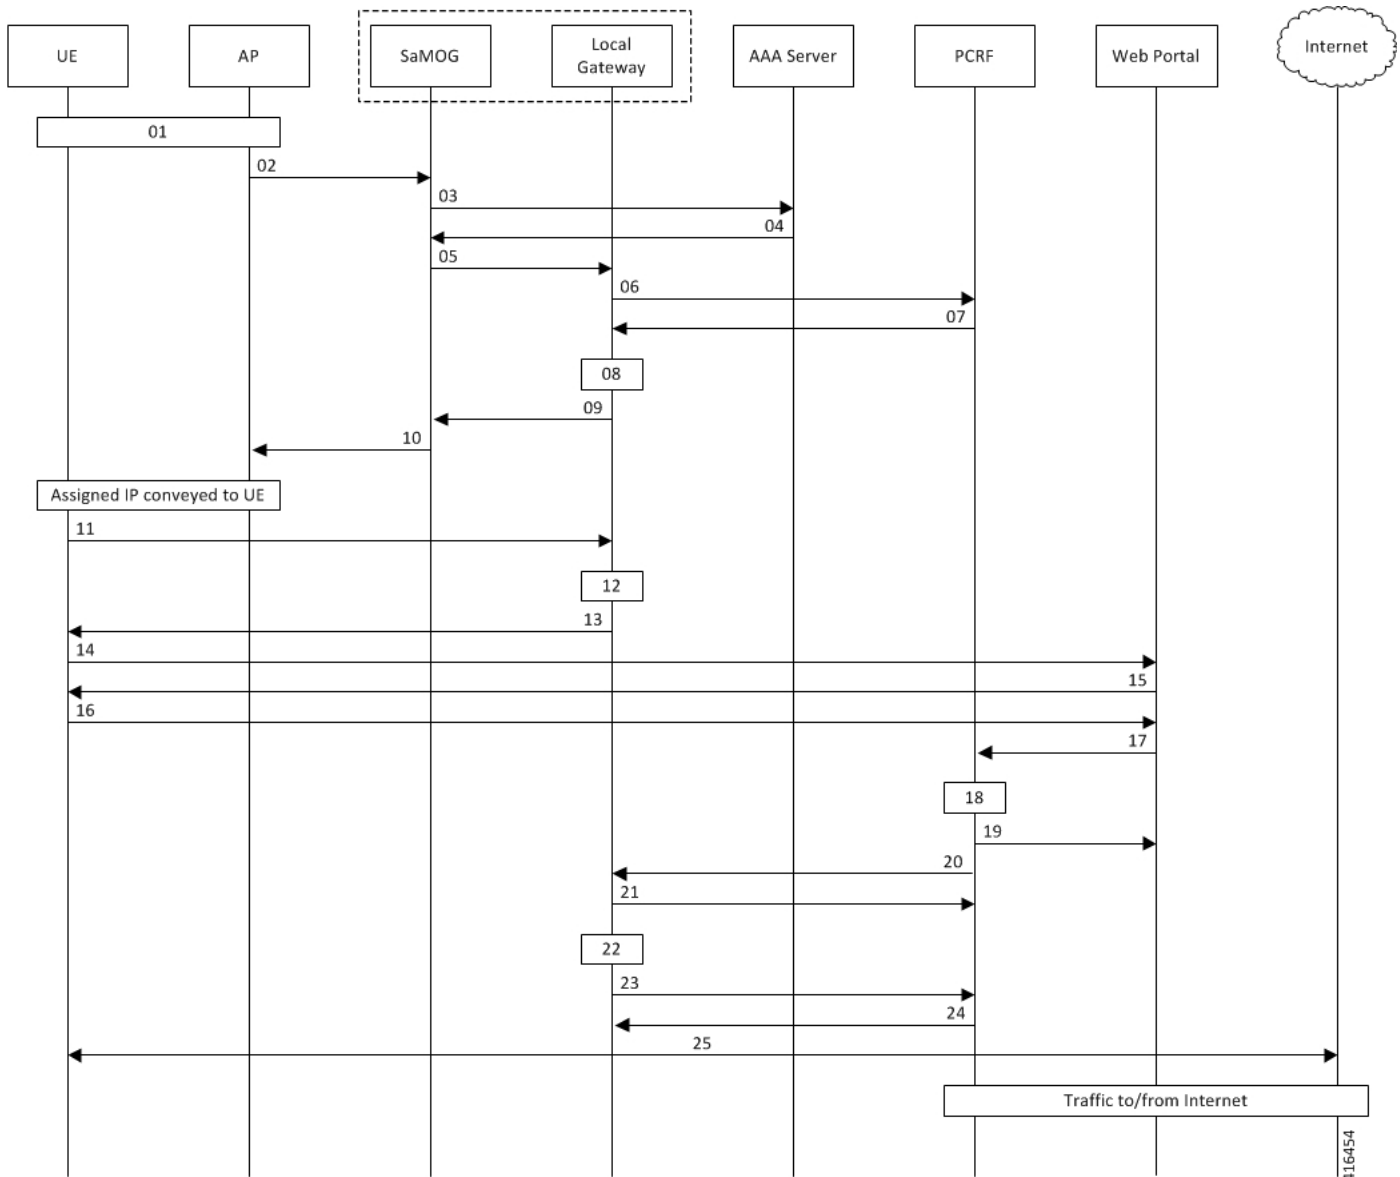 UE
AP
SaMOG
Local
Gateway
AAA Server
PCRF
Web Portal
Internet
01
02
03
04
05
06
07
08
09
10
Assigned IP conveyed to UE
11
12
13
14
15
16
17
18
19
20
21
22
23
24
25
Traffic to/from Internet
416454